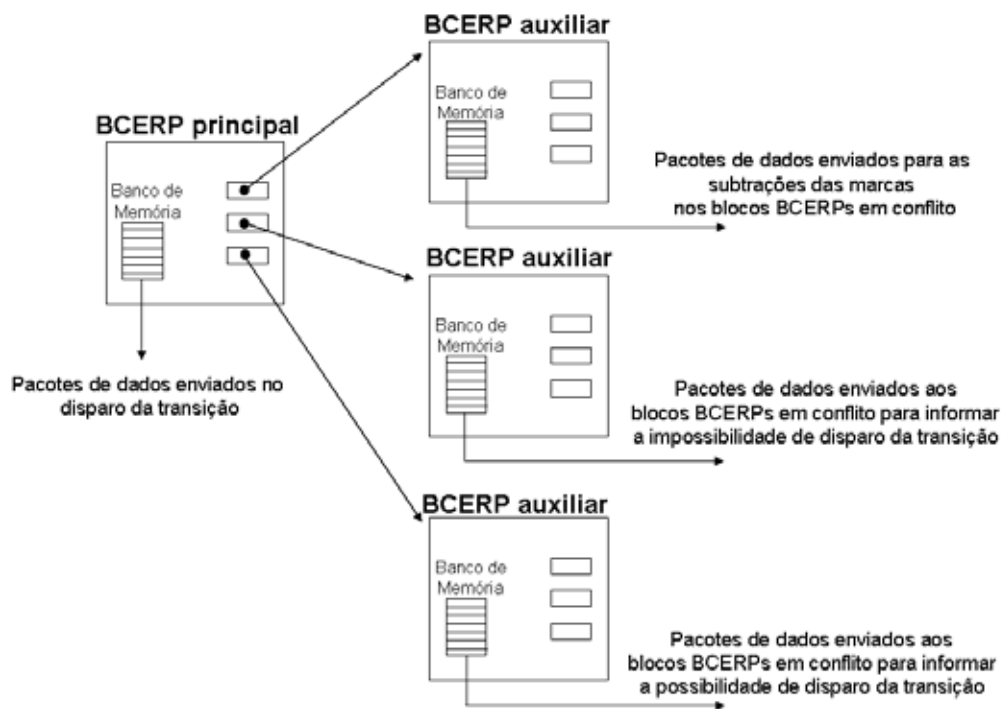 BCERP auxiliar
Banco de
Memória
BCERP principal
Banco de
Memória
Pacotes de dados enviados no
disparo da transição
Pacotes de dados enviados para as
subtrações das marcas
nos blocos BCERPs em conflito
BCERP auxiliar
Banco de
Memória
Pacotes de dados enviados aos
blocos BCERPs em conflito para informar
a impossibilidade de disparo da transição
BCERP auxiliar
Banco de
Memória
Pacotes de dados enviados aos
blocos BCERPs em conflito para informar
a possibilidade de disparo da transição